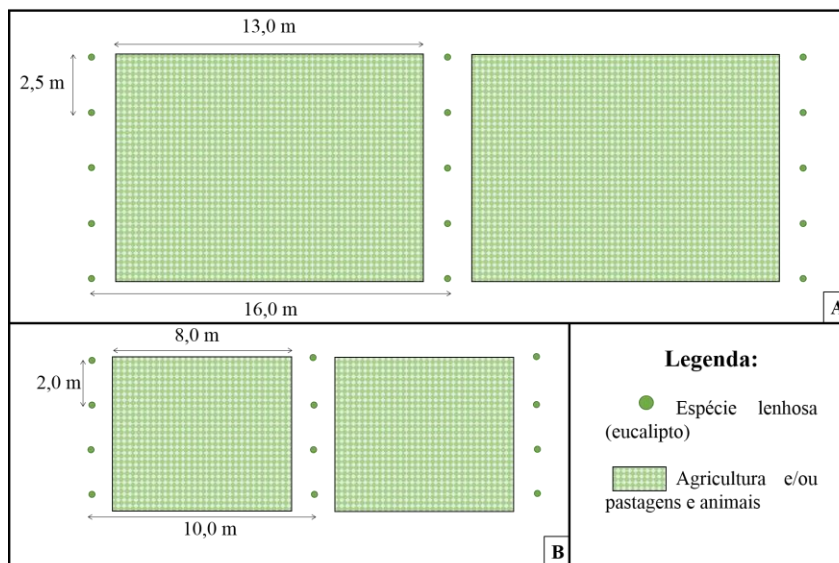 13,0 m
2,5 m
16,0 m
A
8,0 m
2,0 m
10,0 m
B
Legenda:
Espécie lenhosa
(eucalipto)
Agricultura e/ou
pastagens e animais